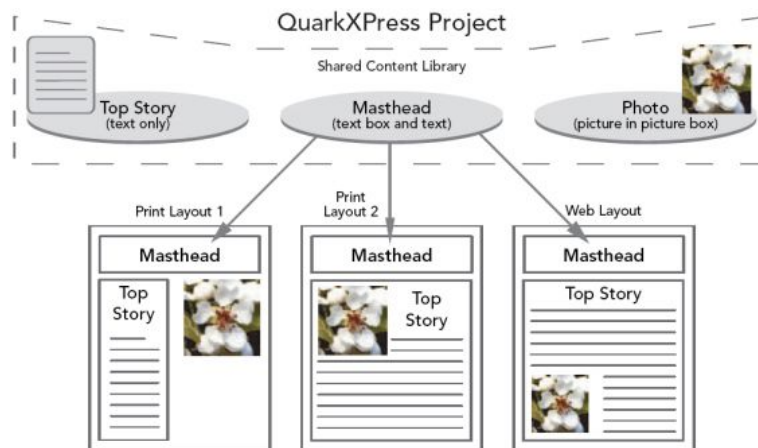 QuarkXPress Project
Shared Content Library
Top Story
(text only)
Masthead
(text box and text)
Photo
(picture in picture box)
Print Layout 1
Print
Layout 2
Web Layout
Masthead
Masthead
Masthead
Top
Story
Top
Story
Top Story